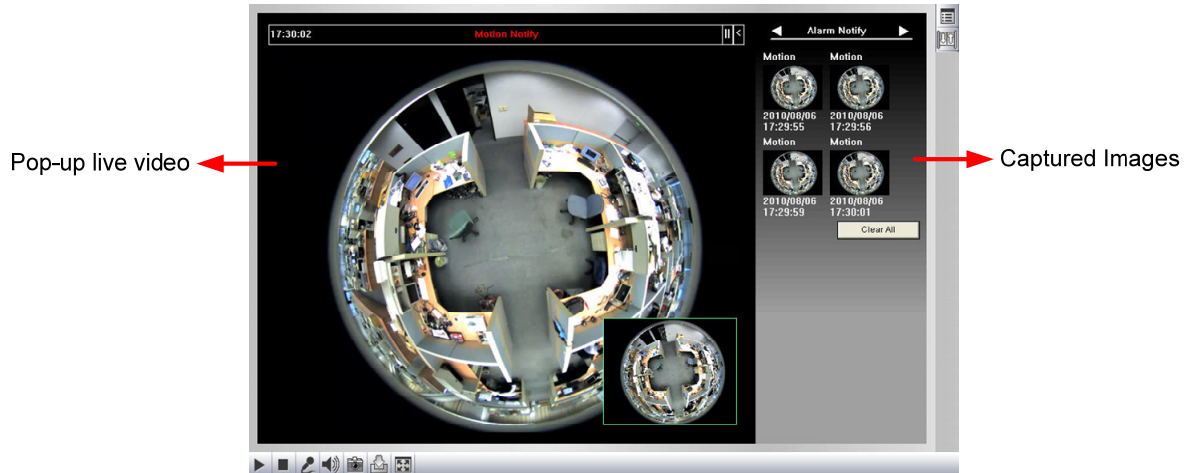 17:30:02 Motion Notify
Alarm Notify
Motion Motion
2010/08/06 2010/08/06
17:29:55 17:29:56
Motion Motion
2010/08/06 2010/08/06
17:29:59 17:30:01
Clear All
Pop-up live video
Captured Images